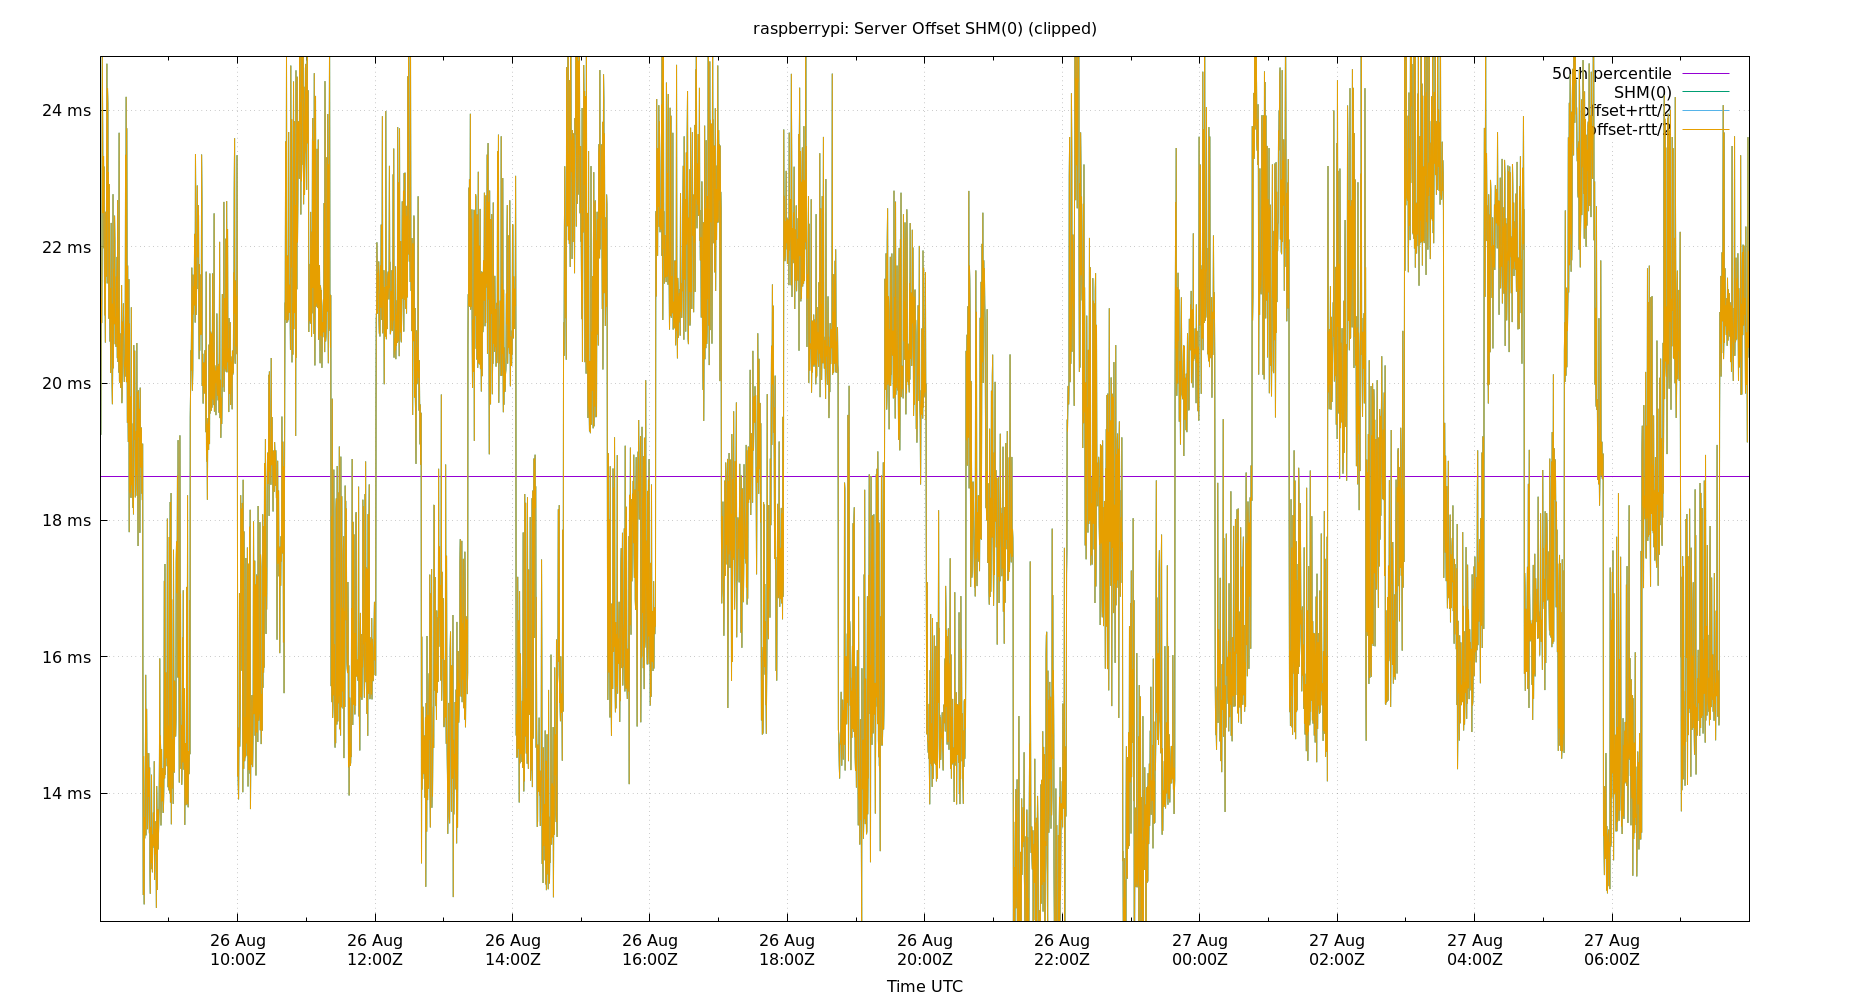 raspberrypi: Server Offset SHM(0) (clipped)
50th percentile
SHM(0)
offset+rtt/2
offset-rtt/2
24 ms
22 ms
20 ms
18 ms
16 ms
14 ms
26 Aug 26 Aug 26 Aug 26 Aug 26 Aug 26 Aug 26 Aug 27 Aug 27 Aug 27 Aug 27 Aug
10:00Z 12:00Z 14:00Z 16:00Z 18:00Z 20:00Z 22:00Z 00:00Z 02:00Z 04:00Z 06:00Z
Time UTC